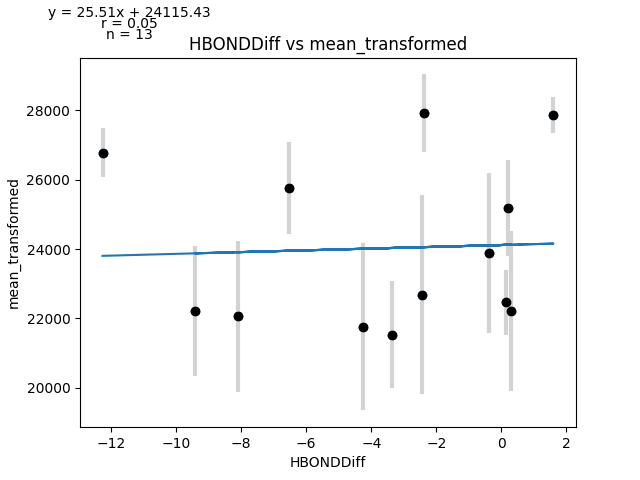 y = 25.51x + 24115.43
r = 0.05
n = 13
HBONDDiff vs mean_transformed
mean_transformed
28000
26000
24000
22000
20000
−12
−10
−8
−6
−4
−2
0
2
HBONDDiff